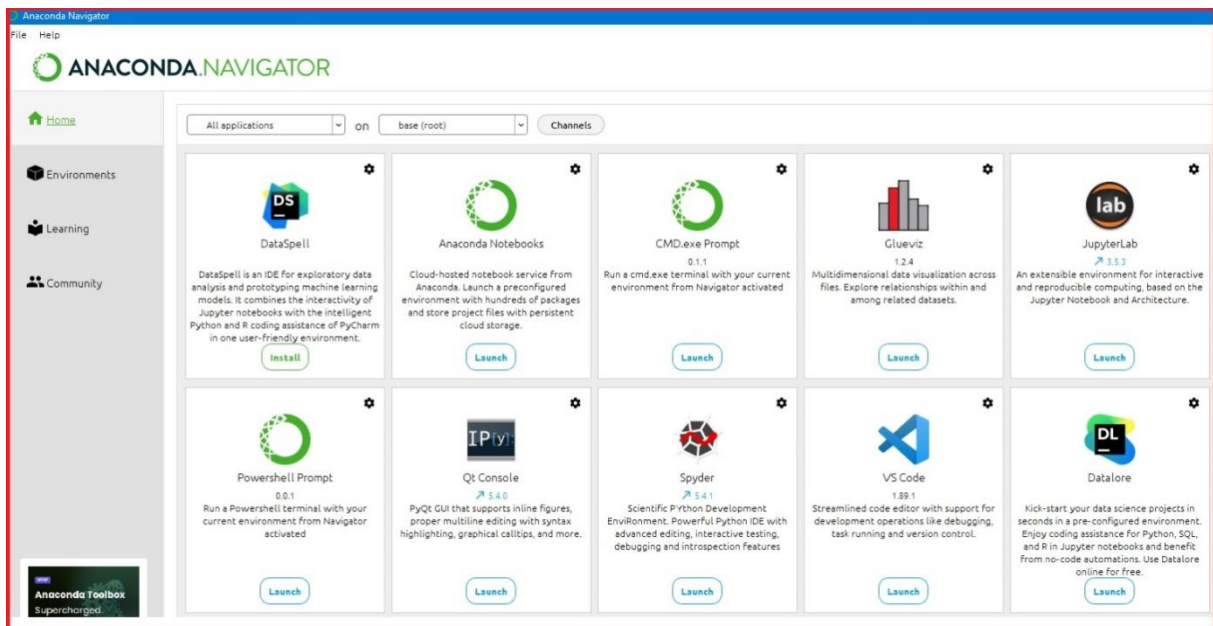 Anaconda Navigator
File Help
ANACONDA.NAVIGATOR
Home
Environments
Learning
Community
All applications on base (root) Channels
DS
DataSpell
DataSpell is an IDE for exploratory data
analysis and prototyping machine learning
models. It combines the interactivity of
Jupyter notebooks with the intelligent
Python and R coding assistance of PyCharm
in one user-friendly environment.
Install
Anaconda Notebooks
Cloud-hosted notebook service from
Anaconda. Launch a preconfigured
environment with hundreds of packages
and store project files with persistent
cloud storage.
Launch
CMD.exe Prompt
0.1.1
Run a cmd.exe terminal with your current
environment from Navigator activated
Launch
Glueviz
1.2.4
Multidimensional data visualization across
files. Explore relationships within and
among related datasets.
Launch
lab
JupyterLab
3.5.3
An extensible environment for interactive
and reproducible computing, based on the
Jupyter Notebook and Architecture.
Launch
Powershell Prompt
0.0.1
Run a Powershell terminal with your
current environment from Navigator
activated
Launch
IP[y]:
Qt Console
5.4.0
PyQt GUI that supports inline figures,
proper multiline editing with syntax
highlighting, graphical calltips, and more.
Launch
Spyder
5.4.1
Scientific Python Development
EnviRonment. Powerful Python IDE with
advanced editing, interactive testing,
debugging and introspection features
Launch
VS Code
1.89.1
Streamlined code editor with support for
development operations like debugging,
task running and version control.
Launch
DL
Datalore
Kick-start your data science projects in
seconds in a pre-configured environment.
Enjoy coding assistance for Python, SQL,
and R in Jupyter notebooks and benefit
from no-code automations. Use Datalore
online for free.
Launch
NEW
Anaconda Toolbox
Supercharged